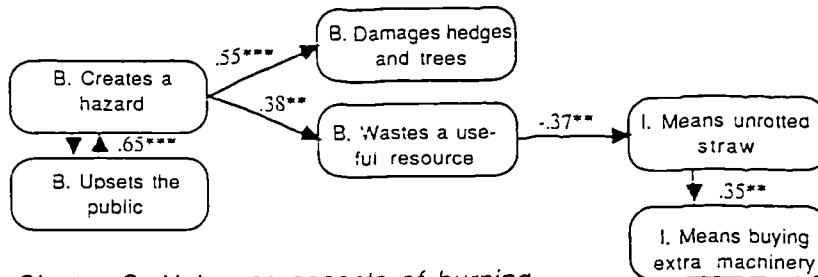 B. Damages hedges
and trees
.55***
B. Creates a
hazard
.38**
B. Wastes a use-
ful resource
-.37**
I. Means unrotted
straw
.65***
B. Upsets the
public
.35**
I. Means buying
extra machinery